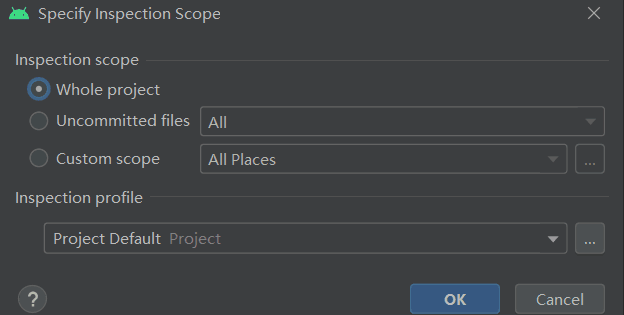 Specify Inspection Scope
Inspection scope
Whole project
Uncommitted files All
Custom scope All Places ...
Inspection profile
Project Default Project ...
? OK Cancel